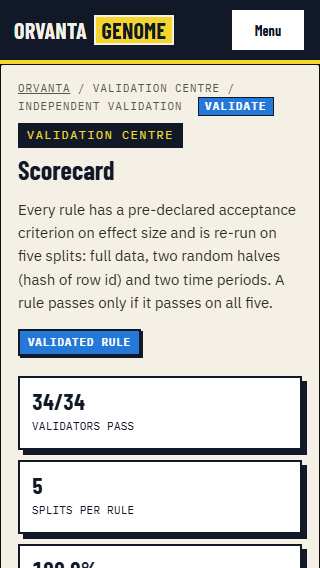 ORVANTA GENOME
Menu
ORVANTA / VALIDATION CENTRE /
INDEPENDENT VALIDATION VALIDATE
VALIDATION CENTRE
Scorecard
Every rule has a pre-declared acceptance
criterion on effect size and is re-run on
five splits: full data, two random halves
(hash of row id) and two time periods. A
rule passes only if it passes on all five.
VALIDATED RULE
34/34
VALIDATORS PASS
5
SPLITS PER RULE